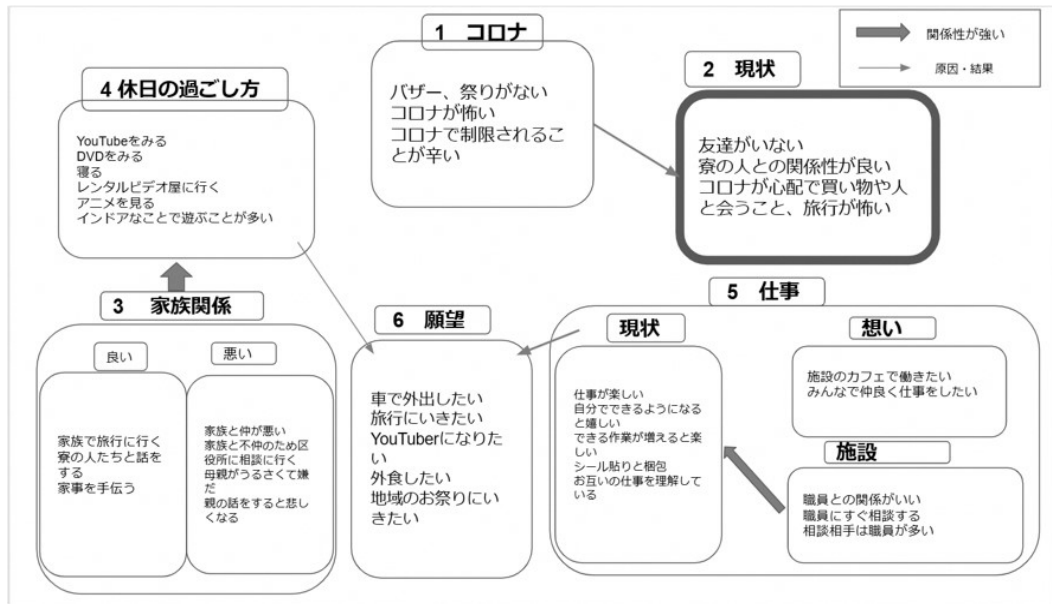 1 コロナ
バザー、祭りがない
コロナが怖い
コロナで制限されるこ
とが辛い
関係性が強い
原因・結果
2 現状
友達がいない
寮の人との関係性が良い
コロナが心配で買い物や人
と会うこと、旅行が怖い
4 休日の過ごし方
YouTubeをみる
DVDをみる
寝る
レンタルビデオ屋に行く
アニメを見る
インドアなことで遊ぶことが多い
3 家族関係
良い
家族で旅行に行く
寮の人たちと話を
する
家事を手伝う
悪い
家族と仲が悪い
家族と不仲のため区
役所に相談に行く
母親がうるさくて嫌
だ
親の話をすると悲し
くなる
6 願望
車で外出したい
旅行にいきたい
YouTuberになりた
い
外食したい
地域のお祭りにい
きたい
5 仕事
現状
仕事が楽しい
自分でできるようになる
と嬉しい
できる作業が増えると楽
しい
シール貼りと梱包
お互いの仕事を理解して
いる
想い
施設のカフェで働きたい
みんなで仲良く仕事をしたい
施設
職員との関係がいい
職員にすぐ相談する
相談相手は職員が多い